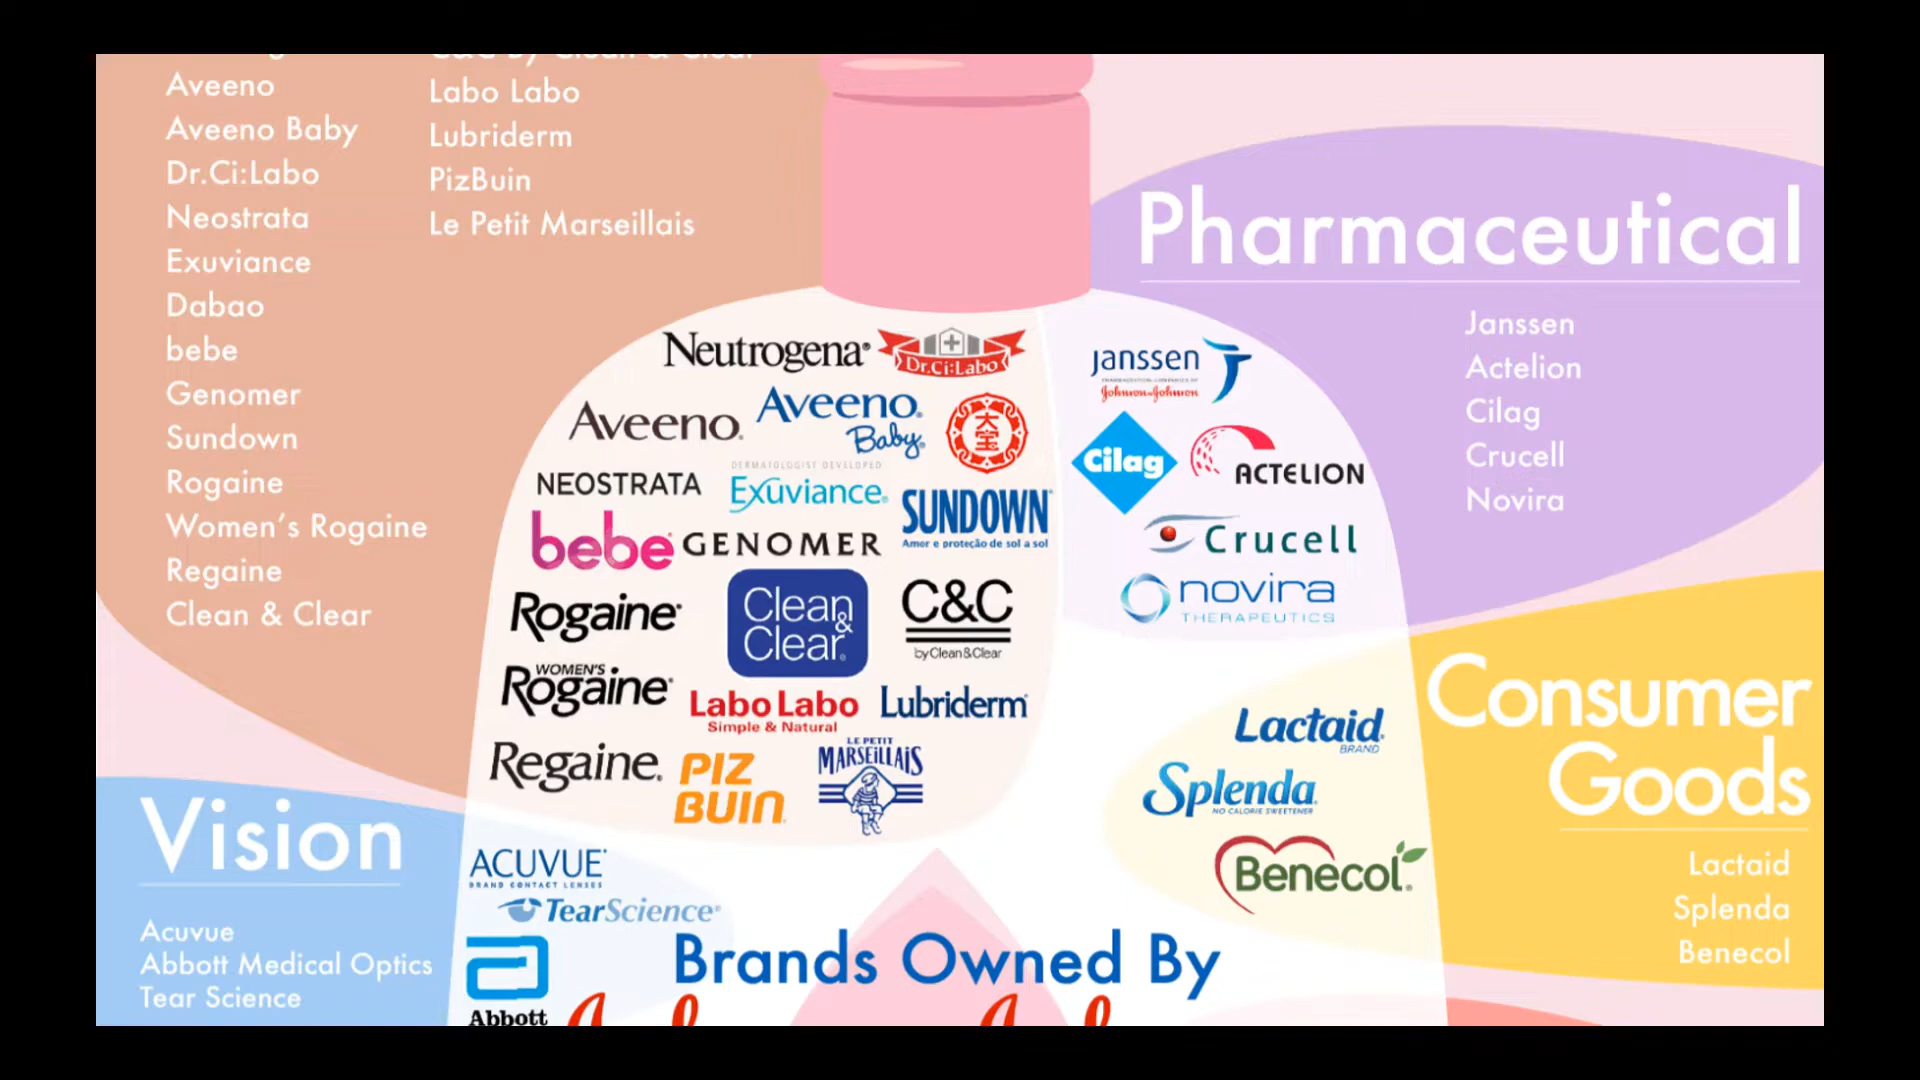 C&C By Clean & Clear
Aveeno
Aveeno Baby
Dr.Ci:Labo
Neostrata
Exuviance
Dabao
bebe
Genomer
Sundown
Rogaine
Women's Rogaine
Regaine
Clean & Clear
Labo Labo
Lubriderm
PizBuin
Le Petit Marseillais
Pharmaceutical
Janssen
Actelion
Cilag
Crucell
Novira
Neutrogena®
Dr.Ci:Labo
Aveeno®
Aveeno®
Baby®
大宝
NEOSTRATA
DERMATOLOGIST DEVELOPED
Exuviance®
SUNDOWN®
Amor e proteção de sol a sol
bebe®
GENOMER
Rogaine®
Clean
&
Clear®
C&C
by Clean & Clear
WOMEN'S
Rogaine®
Labo Labo
Simple & Natural
Lubriderm®
Regaine®
PIZ
BUIN®
LE PETIT
MARSEILLAIS
janssen
Johnson & Johnson
Cilag
ACTELION
Crucell
novira
THERAPEUTICS
Lactaid®
BRAND
Splenda®
NO CALORIE SWEETENER
Benecol®
Consumer
Goods
Lactaid
Splenda
Benecol
Vision
Acuvue
Abbott Medical Optics
Tear Science
ACUVUE®
BRAND CONTACT LENSES
TearScience®
Abbott
Brands Owned By